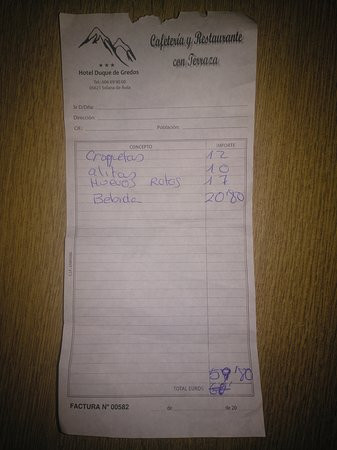 Cafetería y Restaurante
con Terraza
★★★
Hotel Duque de Gredos
Sr. D./Dña.:
Dirección:
CIF: Población:
CONCEPTO IMPORTE
Croquetas 12
alitas 10
HUEVOS ROTOS 17
Bebida 20'80
59'80
TOTAL EUROS
FACTURA Nº 00582 de de 20